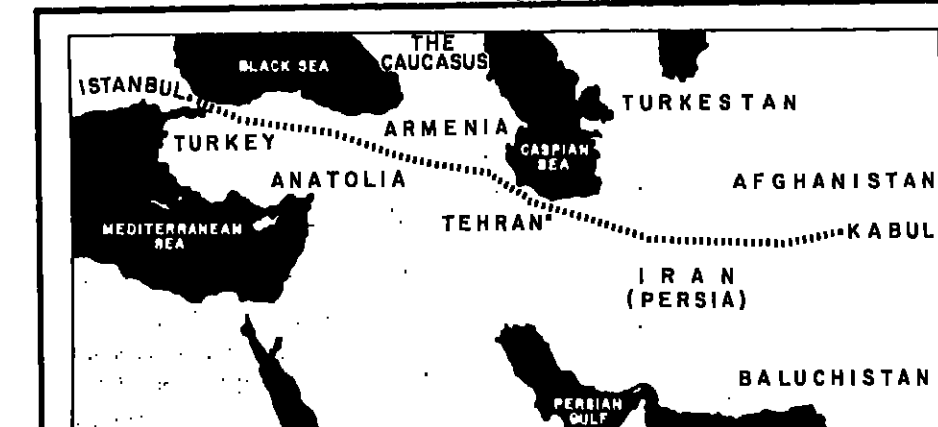 THE
CAUCASUS
BLACK SEA
ISTANBUL
TURKESTAN
ARMENIA
TURKEY
CASPIAN
SEA
ANATOLIA
AFGHANISTAN
TEHRAN
MEDITERRANEAN
SEA
KABUL
IRAN
(PERSIA)
BALUCHISTAN
PERSIAN
GULF